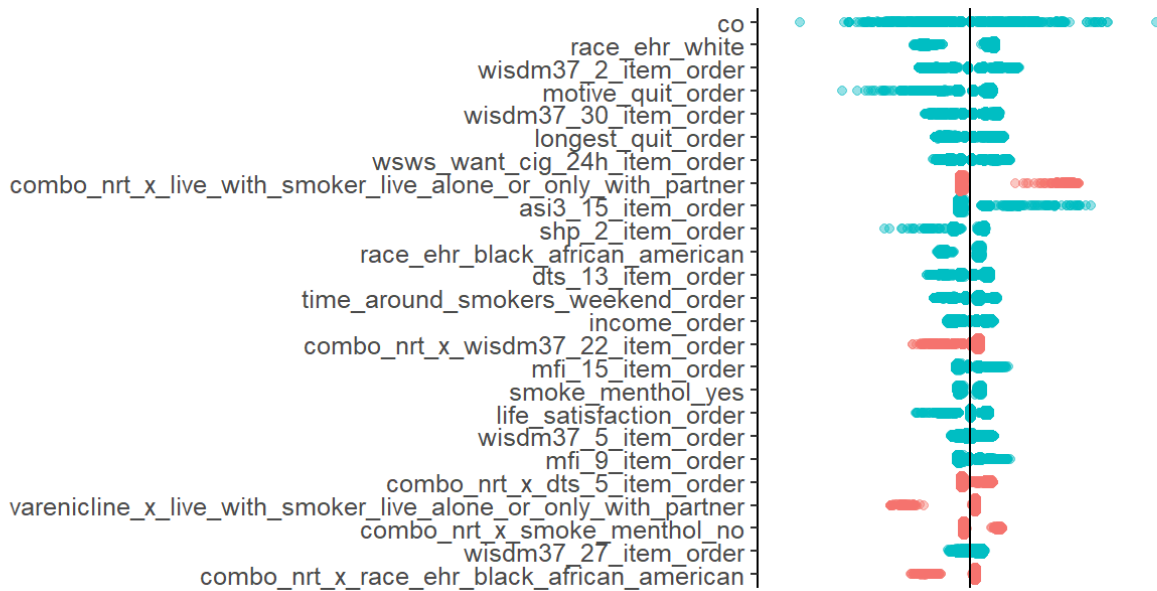 co
race_ehr_white
wisdm37_2_item_order
motive_quit_order
wisdm37_30_item_order
longest_quit_order
wsws_want_cig_24h_item_order
combo_nrt_x_live_with_smoker_live_alone_or_only_with_partner
asi3_15_item_order
shp_2_item_order
race_ehr_black_african_american
dts_13_item_order
time_around_smokers_weekend_order
income_order
combo_nrt_x_wisdm37_22_item_order
mfi_15_item_order
smoke_menthol_yes
life_satisfaction_order
wisdm37_5_item_order
mfi_9_item_order
combo_nrt_x_dts_5_item_order
varenicline_x_live_with_smoker_live_alone_or_only_with_partner
combo_nrt_x_smoke_menthol_no
wisdm37_27_item_order
combo_nrt_x_race_ehr_black_african_american